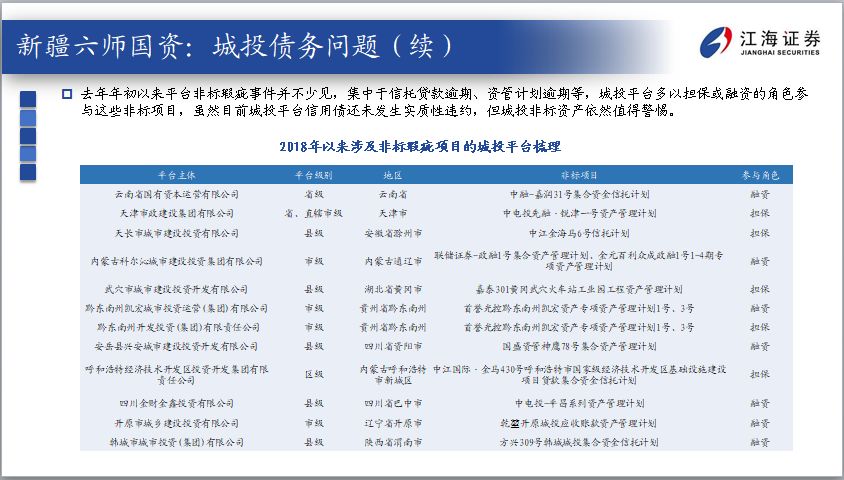 新疆六师国资：城投债务问题（续）
江海证券
JIANGHAI SECURITIES
去年年初以来平台非标瑕疵事件并不少见，集中于信托贷款逾期、资管计划逾期等，城投平台多以担保或融资的角色参
与这些非标项目，虽然目前城投平台信用债还未发生实质性违约，但城投非标资产依然值得警惕。
2018年以来涉及非标瑕疵项目的城投平台梳理
平台主体 平台级别 地区 非标项目 参与角色
云南省国有资本运营有限公司 省级 云南省 中融-嘉润31号集合资金信托计划 融资
天津市政建设集团有限公司 省、直辖市级 天津市 中电投先融·锐津一号资产管理计划 担保
天长市城市建设投资有限公司 县级 安徽省滁州市 中江金海马6号信托计划 担保
内蒙古科尔沁城市建设投资集团有限公司 市级 内蒙古通辽市 联储证券-政融1号集合资产管理计划、金元百利众成政融1号1-4期专
项资产管理计划 融资
武穴市城市建设投资开发有限公司 县级 湖北省黄冈市 嘉泰301黄冈武穴火车站工业园工程资产管理计划 担保
黔东南州凯宏城市投资运营(集团)有限公司 市级 贵州省黔东南州 首誉光控黔东南州凯宏资产专项资产管理计划1号、3号 融资
黔东南州开发投资(集团)有限责任公司 市级 贵州省黔东南州 首誉光控黔东南州凯宏资产专项资产管理计划1号、3号 担保
安岳县兴安城市建设投资开发有限公司 县级 四川省资阳市 国盛资管神鹰78号集合资产管理计划 融资
呼和浩特经济技术开发区投资开发集团有限
责任公司 区级 内蒙古呼和浩特
市新城区 中江国际·金马430号呼和浩特市国家级经济技术开发区基础设施建设
项目贷款集合资金信托计划 担保
四川金财金鑫投资有限公司 县级 四川省巴中市 中电投-平昌系列资产管理计划 融资
开原市城乡建设投资有限公司 市级 辽宁省开原市 乾堃开原城投应收账款资产管理计划 融资
韩城市城市投资(集团)有限公司 县级 陕西省渭南市 方兴309号韩城城投集合资金信托计划 融资